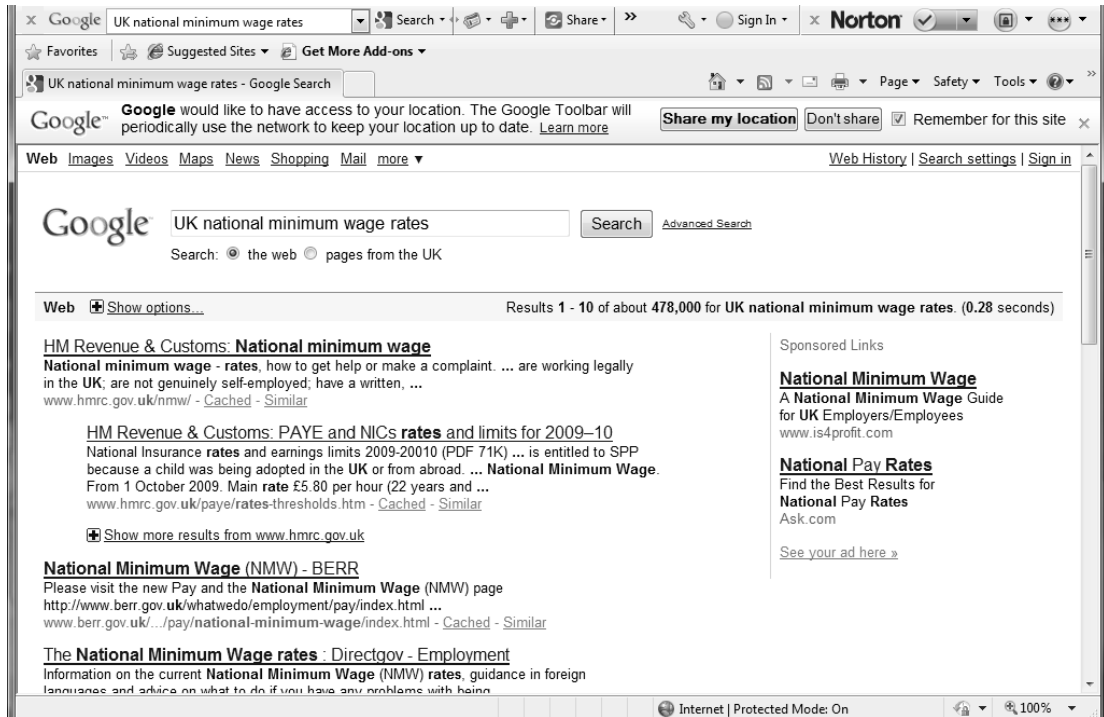 x Google UK national minimum wage rates Search Share » Sign In x Norton
Favorites Suggested Sites Get More Add-ons
UK national minimum wage rates - Google Search Page Safety Tools »
Google Google would like to have access to your location. The Google Toolbar will
periodically use the network to keep your location up to date. Learn more Share my location Don't share Remember for this site x
Web Images Videos Maps News Shopping Mail more ▼ Web History | Search settings | Sign in
Google UK national minimum wage rates Search Advanced Search
Search: the web pages from the UK
Web Show options... Results 1 - 10 of about 478,000 for UK national minimum wage rates. (0.28 seconds)
HM Revenue & Customs: National minimum wage
National minimum wage - rates, how to get help or make a complaint. ... are working legally
in the UK; are not genuinely self-employed; have a written, ...
www.hmrc.gov.uk/nmw/ - Cached - Similar
HM Revenue & Customs: PAYE and NICs rates and limits for 2009–10
National Insurance rates and earnings limits 2009-20010 (PDF 71K) ... is entitled to SPP
because a child was being adopted in the UK or from abroad. ... National Minimum Wage.
From 1 October 2009. Main rate £5.80 per hour (22 years and ...
www.hmrc.gov.uk/paye/rates-thresholds.htm - Cached - Similar
Show more results from www.hmrc.gov.uk
National Minimum Wage (NMW) - BERR
Please visit the new Pay and the National Minimum Wage (NMW) page
http://www.berr.gov.uk/whatwedo/employment/pay/index.html ...
www.berr.gov.uk/.../pay/national-minimum-wage/index.html - Cached - Similar
The National Minimum Wage rates : Directgov - Employment
Information on the current National Minimum Wage (NMW) rates, guidance in foreign
languages and advice on what to do if you have any problems with being
Sponsored Links
National Minimum Wage
A National Minimum Wage Guide
for UK Employers/Employees
www.is4profit.com
National Pay Rates
Find the Best Results for
National Pay Rates
Ask.com
See your ad here »
Internet | Protected Mode: On 100%